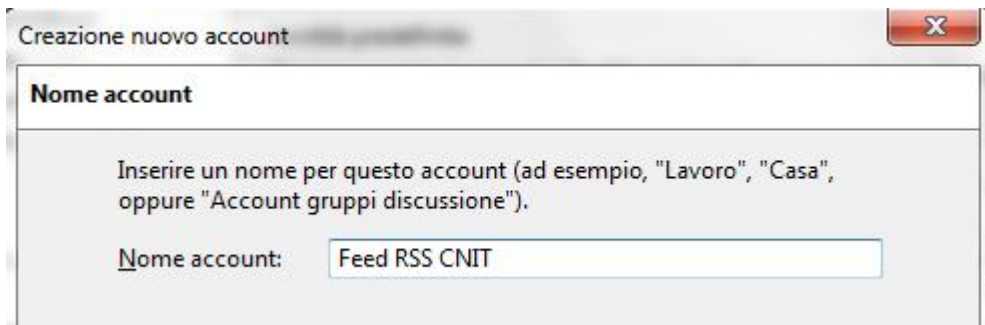 Creazione nuovo account
Nome account
Inserire un nome per questo account (ad esempio, "Lavoro", "Casa",
oppure "Account gruppi discussione").
Nome account: Feed RSS CNIT